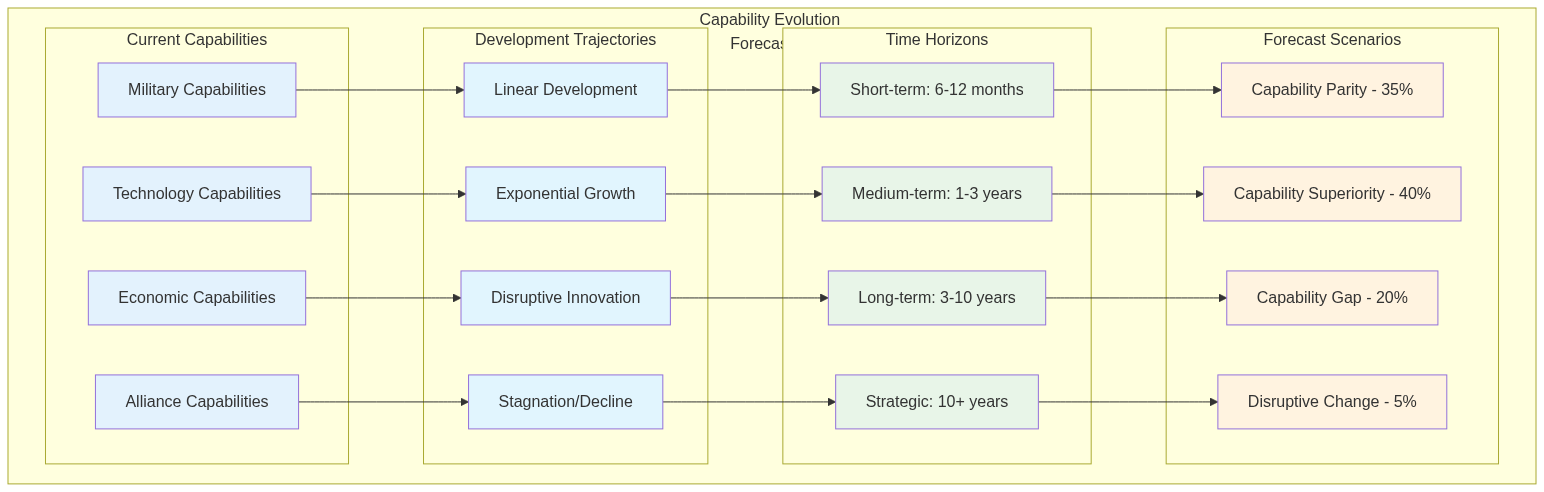 Capability Evolution
Forecas
Current Capabilities
Development Trajectories
Time Horizons
Forecast Scenarios
Military Capabilities
Linear Development
Short-term: 6-12 months
Capability Parity - 35%
Technology Capabilities
Exponential Growth
Medium-term: 1-3 years
Capability Superiority - 40%
Economic Capabilities
Disruptive Innovation
Long-term: 3-10 years
Capability Gap - 20%
Alliance Capabilities
Stagnation/Decline
Strategic: 10+ years
Disruptive Change - 5%